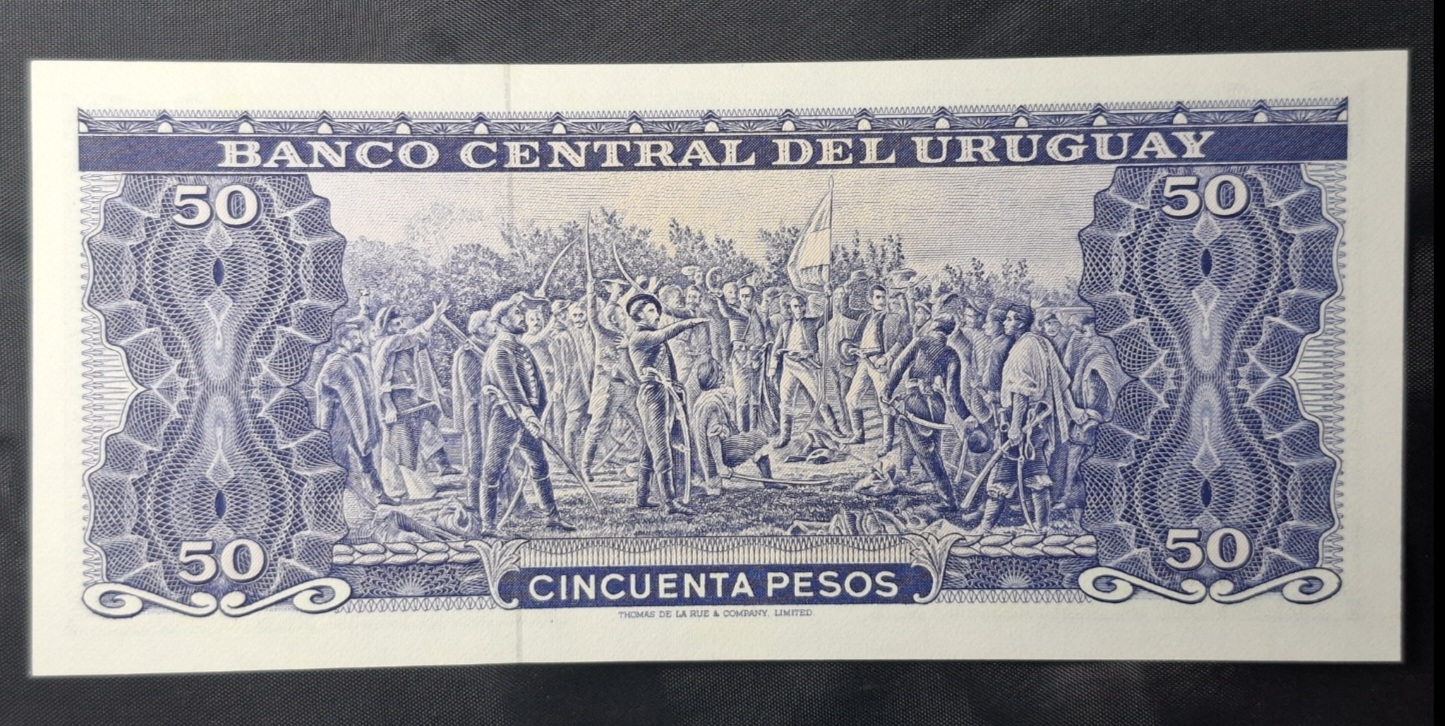 BANCO CENTRAL DEL URUGUAY
50 50
50 50
CINCUENTA PESOS
THOMAS DE LA RUE & COMPANY, LIMITED.